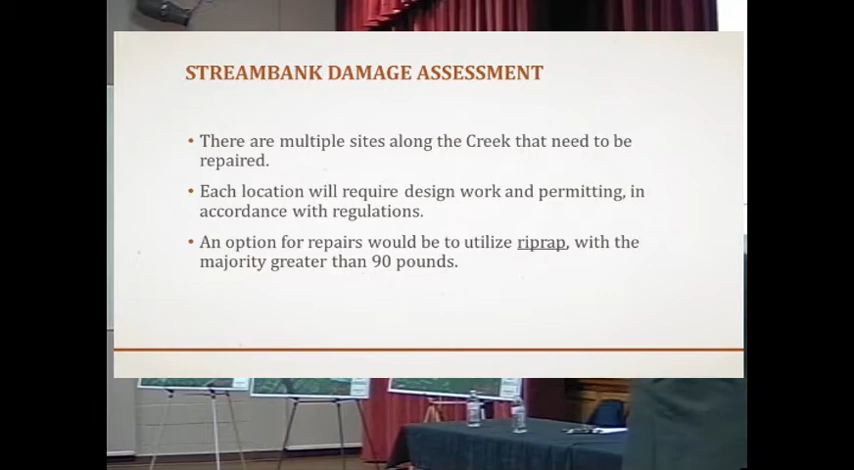 STREAMBANK DAMAGE ASSESSMENT
• There are multiple sites along the Creek that need to be
repaired.
• Each location will require design work and permitting, in
accordance with regulations.
• An option for repairs would be to utilize riprap, with the
majority greater than 90 pounds.